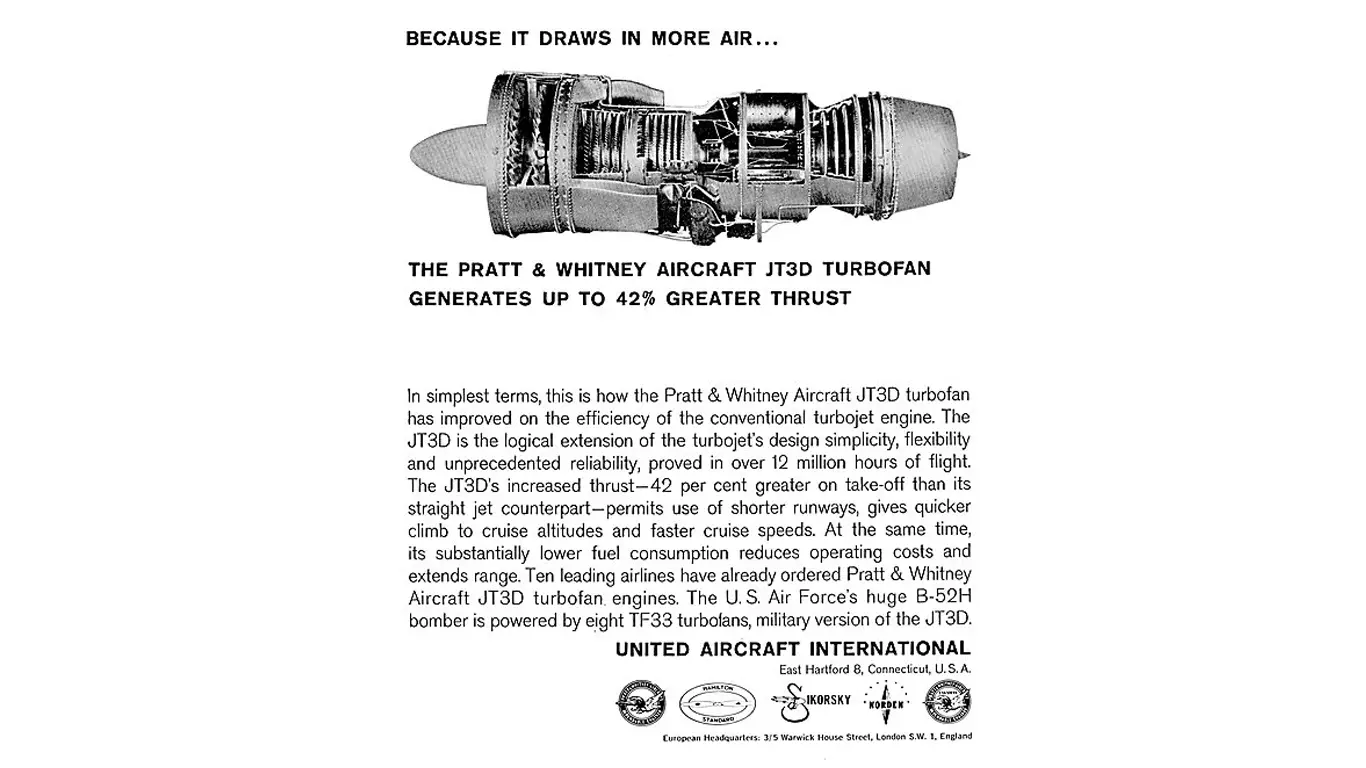 BECAUSE IT DRAWS IN MORE AIR...
THE PRATT & WHITNEY AIRCRAFT JT3D TURBOFAN
GENERATES UP TO 42% GREATER THRUST
In simplest terms, this is how the Pratt & Whitney Aircraft JT3D turbofan
has improved on the efficiency of the conventional turbojet engine. The
JT3D is the logical extension of the turbojet's design simplicity, flexibility
and unprecedented reliability, proved in over 12 million hours of flight.
The JT3D's increased thrust—42 per cent greater on take-off than its
straight jet counterpart—permits use of shorter runways, gives quicker
climb to cruise altitudes and faster cruise speeds. At the same time,
its substantially lower fuel consumption reduces operating costs and
extends range. Ten leading airlines have already ordered Pratt & Whitney
Aircraft JT3D turbofan engines. The U.S. Air Force's huge B-52H
bomber is powered by eight TF33 turbofans, military version of the JT3D.
UNITED AIRCRAFT INTERNATIONAL
East Hartford 8, Connecticut, U.S.A.
HAMILTON
STANDARD
SIKORSKY
NORDEN
European Headquarters: 3/5 Warwick House Street, London S.W. 1, England